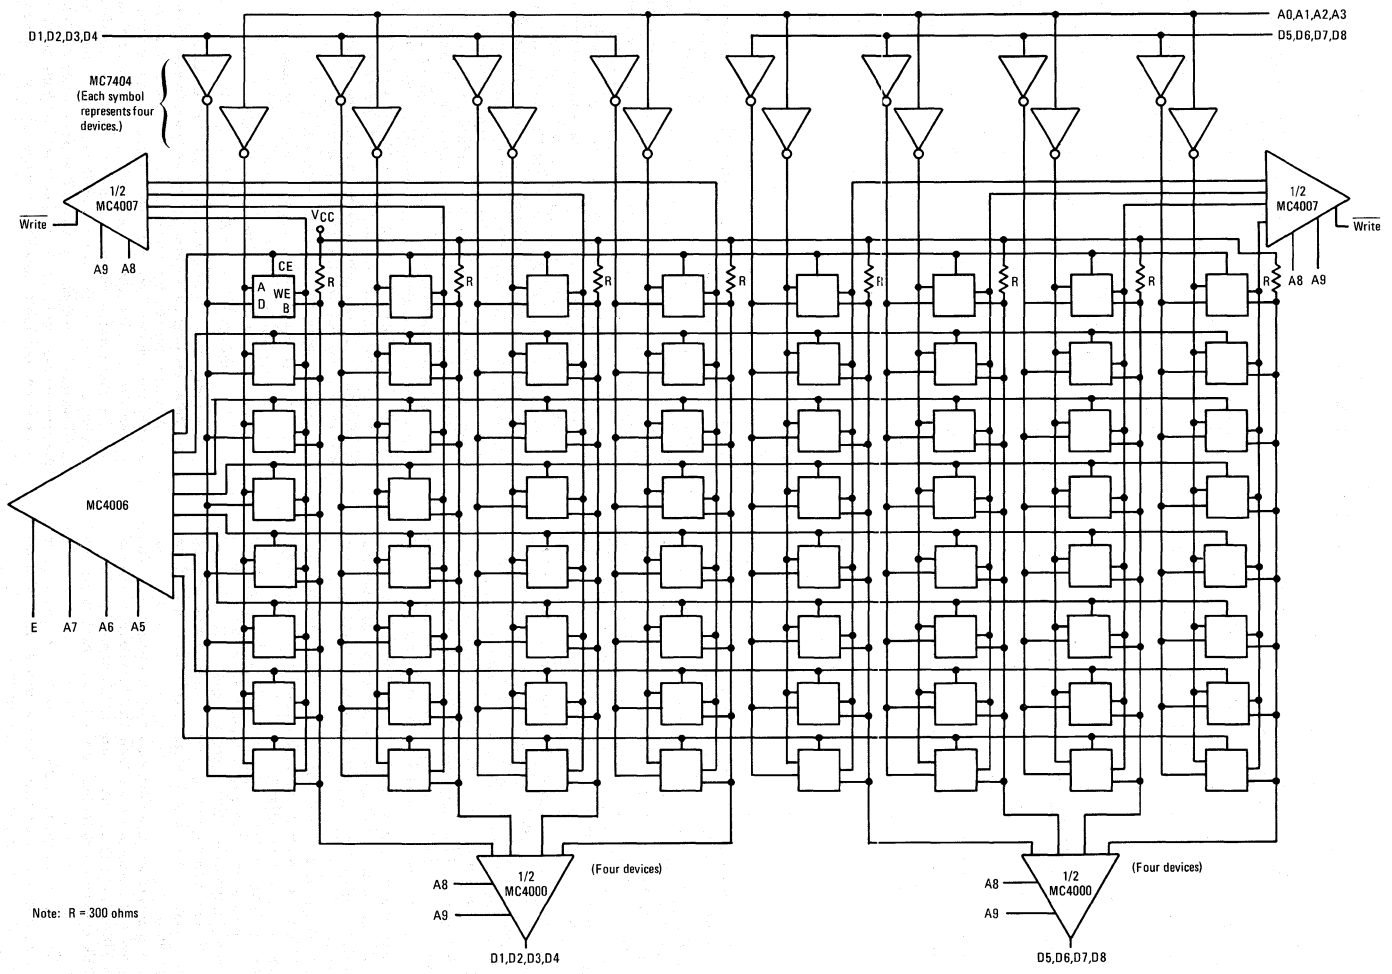 A0,A1,A2,A3
D1,D2,D3,D4
D5,D6,D7,D8
MC7404
(Each symbol
represents four
devices.)
1/2
MC4007
Write
A9 A8
VCC
1/2
MC4007
Write
A8 A9
CE
A
WE
D
B
R
R
R
R
R
R
R
R
MC4006
E A7 A6 A5
1/2
MC4000
(Four devices)
A8
A9
D1,D2,D3,D4
1/2
MC4000
(Four devices)
A8
A9
D5,D6,D7,D8
Note: R = 300 ohms